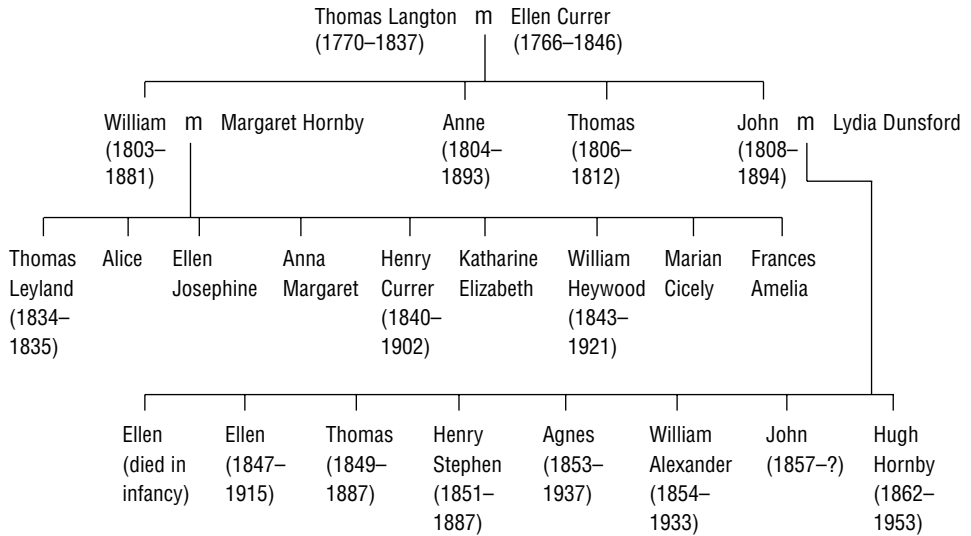 Thomas Langton m Ellen Currer
(1770–1837) (1766–1846)
William m Margaret Hornby
(1803–
1881)
Anne
(1804–
1893)
Thomas
(1806–
1812)
John m Lydia Dunsford
(1808–
1894)
Thomas
Leyland
(1834–
1835)
Alice
Ellen
Josephine
Anna
Margaret
Henry
Currer
(1840–
1902)
Katharine
Elizabeth
William
Heywood
(1843–
1921)
Marian
Cicely
Frances
Amelia
Ellen
(died in
infancy)
Ellen
(1847–
1915)
Thomas
(1849–
1887)
Henry
Stephen
(1851–
1887)
Agnes
(1853–
1937)
William
Alexander
(1854–
1933)
John
(1857–?)
Hugh
Hornby
(1862–
1953)